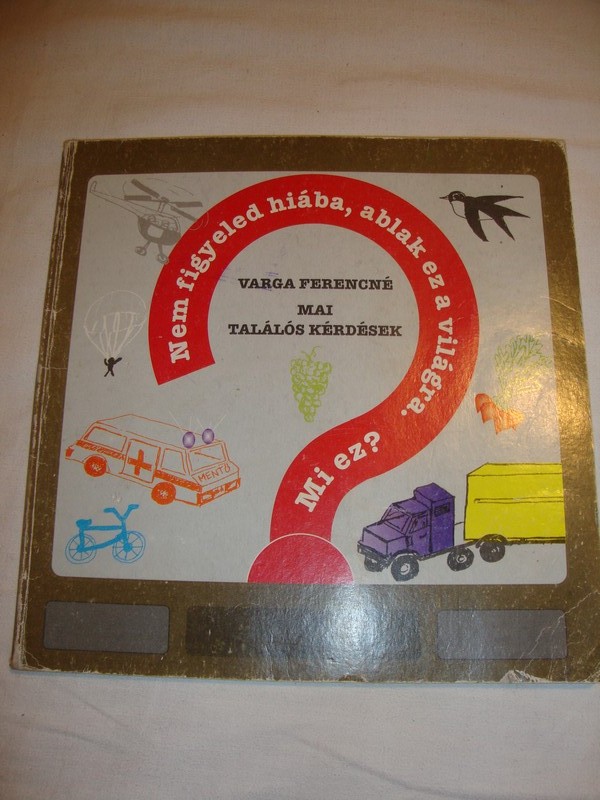 Nem figyeled hiába, ablak ez a világra.
Mi ez?
VARGA FERENCNÉ
MAI
TALÁLÓS KÉRDÉSEK
MENTŐ